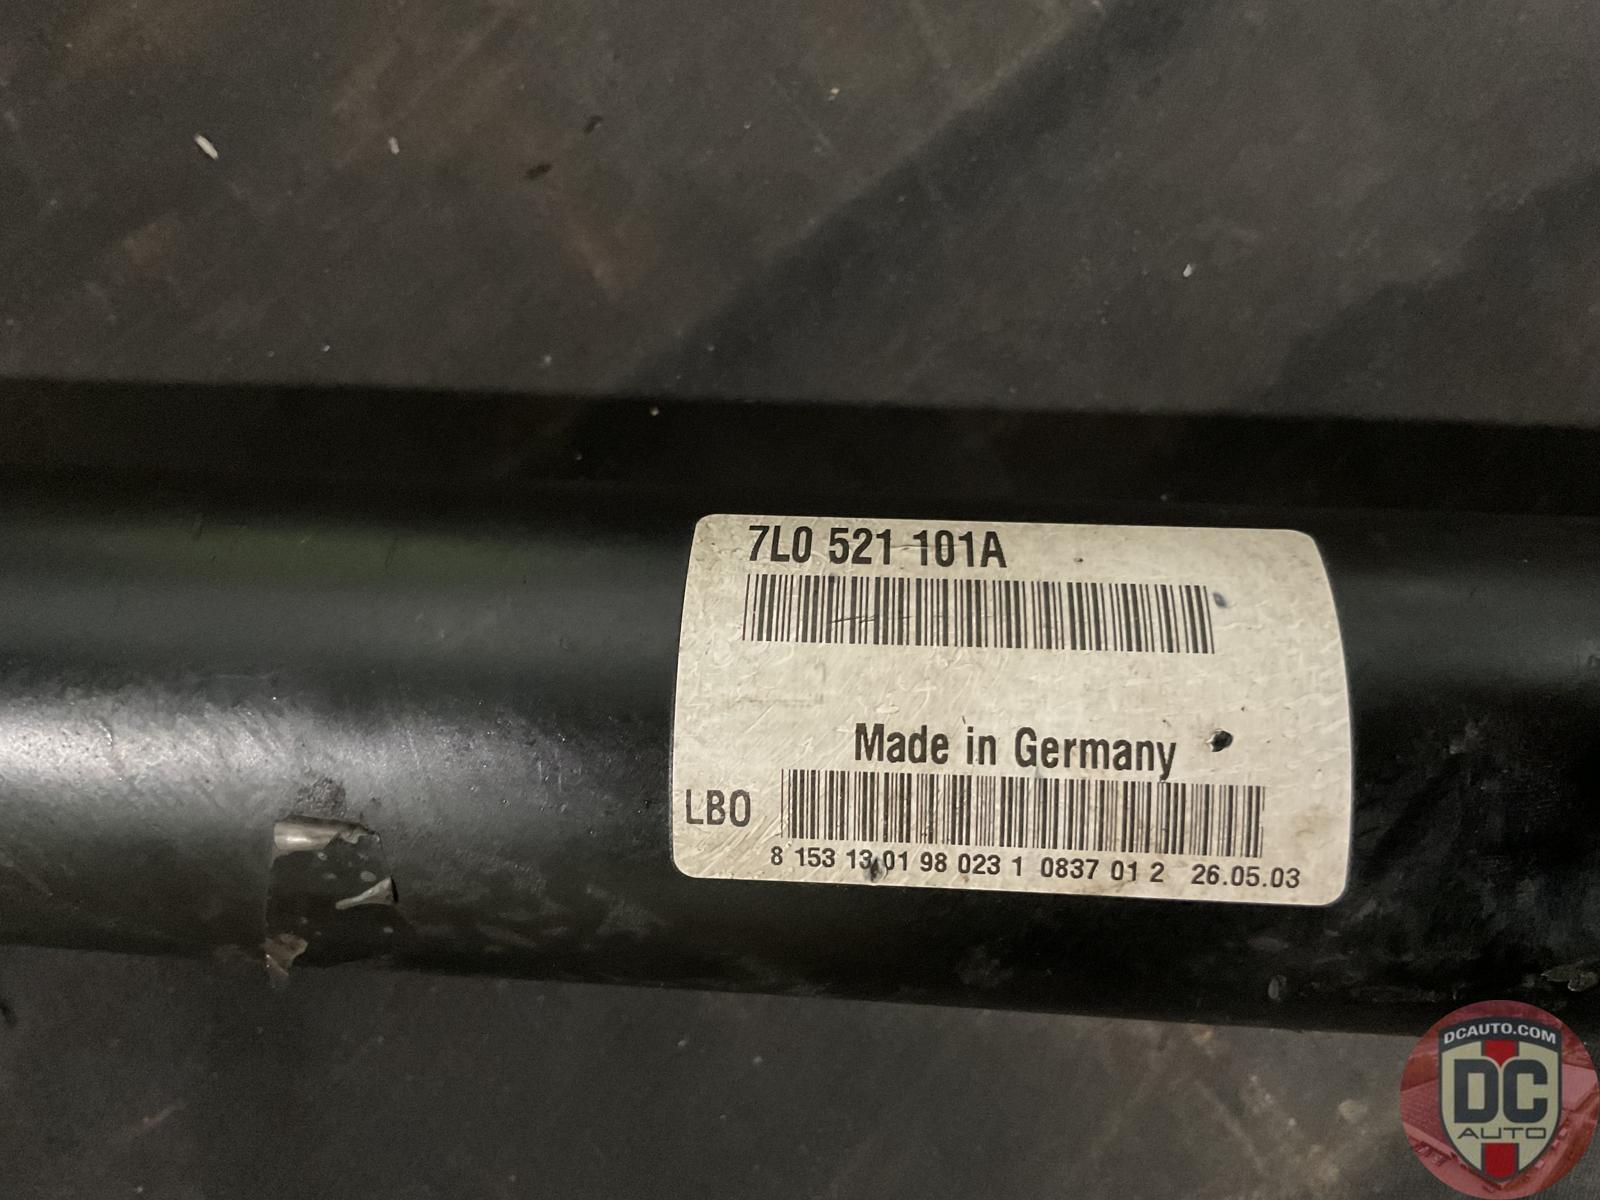 7L0 521 101A
Made in Germany
LBO
8 153 13 01 98 023 1 0837 01 2 26.05.03
DCAUTO.COM
DC
AUTO